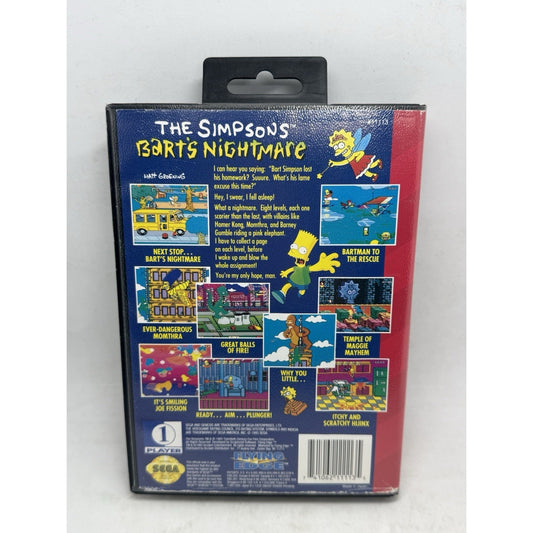 THE SIMPSONS
BART'S NIGHTMARE
MATT GROENING
I can hear you saying: "Bart Simpson lost
his homework? Suuure. What's his lame
excuse this time?"
Hey, I swear, I fell asleep!
What a nightmare. Eight levels, each one
scarier than the last, with villains like
Homer Kong, Momthra, and Barney
Gumble riding a pink elephant.
I have to collect a page
on each level, before
I wake up and blow the
whole assignment!
You're my only hope, man.
NEXT STOP...
BART'S NIGHTMARE
BARTMAN TO
THE RESCUE
EVER-DANGEROUS
MOMTHRA
GREAT BALLS
OF FIRE!
WHY YOU
LITTLE...
TEMPLE OF
MAGGIE
MAYHEM
IT'S SMILING
JOE FISSION
READY... AIM... PLUNGER!
ITCHY AND
SCRATCHY HIJINX
1
PLAYER
SEGA
FLYING
EDGE